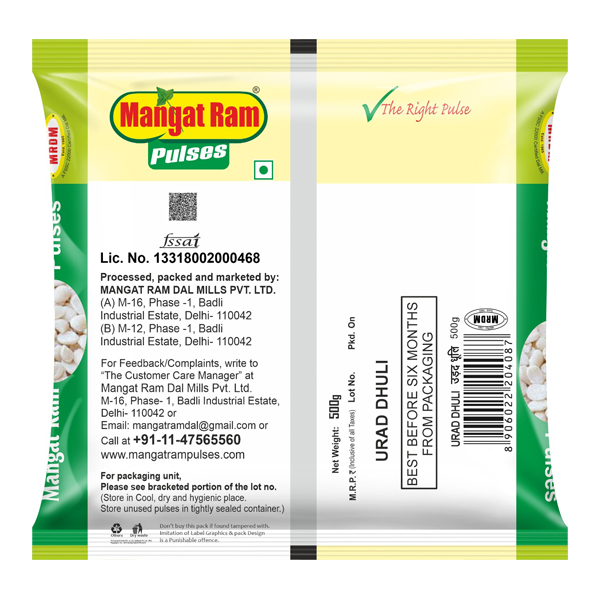 Mangat Ram®
Pulses
The Right Pulse
MRDM
Pulses
Mangat Ram
fssai
Lic. No. 13318002000468
Processed, packed and marketed by:
MANGAT RAM DAL MILLS PVT. LTD.
(A) M-16, Phase -1, Badli
Industrial Estate, Delhi- 110042
(B) M-12, Phase -1, Badli
Industrial Estate, Delhi- 110042
For Feedback/Complaints, write to
“The Customer Care Manager” at
Mangat Ram Dal Mills Pvt. Ltd.
M-16, Phase- 1, Badli Industrial Estate,
Delhi- 110042 or
Email: mangatramdal@gmail.com or
Call at +91-11-47565560
www.mangatrampulses.com
For packaging unit,
Please see bracketed portion of the lot no.
(Store in Cool, dry and hygienic place.
Store unused pulses in tightly sealed container.)
Others
Dry waste
Don't buy this pack if found tampered with.
Imitation of Label Graphics & pack Design
is a Punishable offence.
Net Weight: 500g
M.R.P. ₹ (Inclusive of all Taxes) Lot No. Pkd. On
URAD DHULI
BEST BEFORE SIX MONTHS
FROM PACKAGING
URAD DHULI उड़द धूलि 500g
MRDM
8906022204087
MRDM